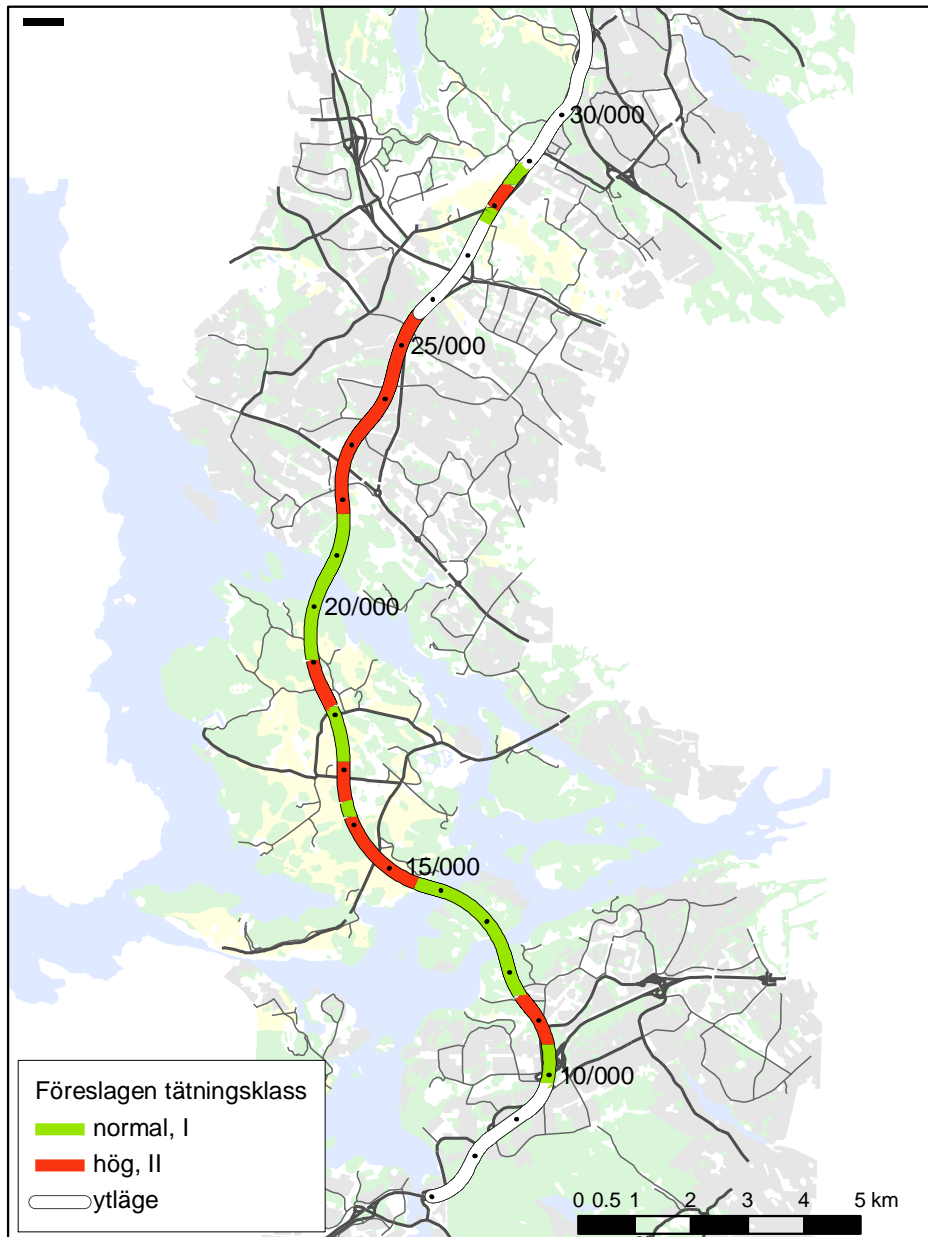 30/000
25/000
20/000
15/000
10/000
Föreslagen tätningsklass
normal, I
hög, II
ytläge
0 0.5 1 2 3 4 5 km